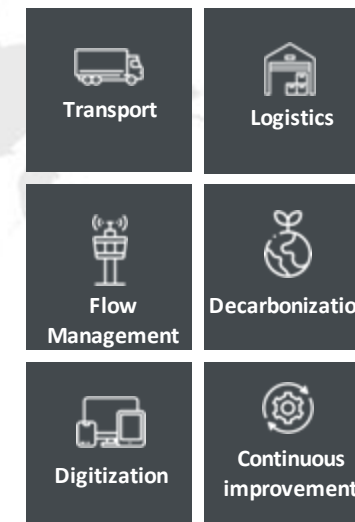 Transport
Logistics
Flow
Management
Decarbonizatio
Digitization
Continuous
improvement